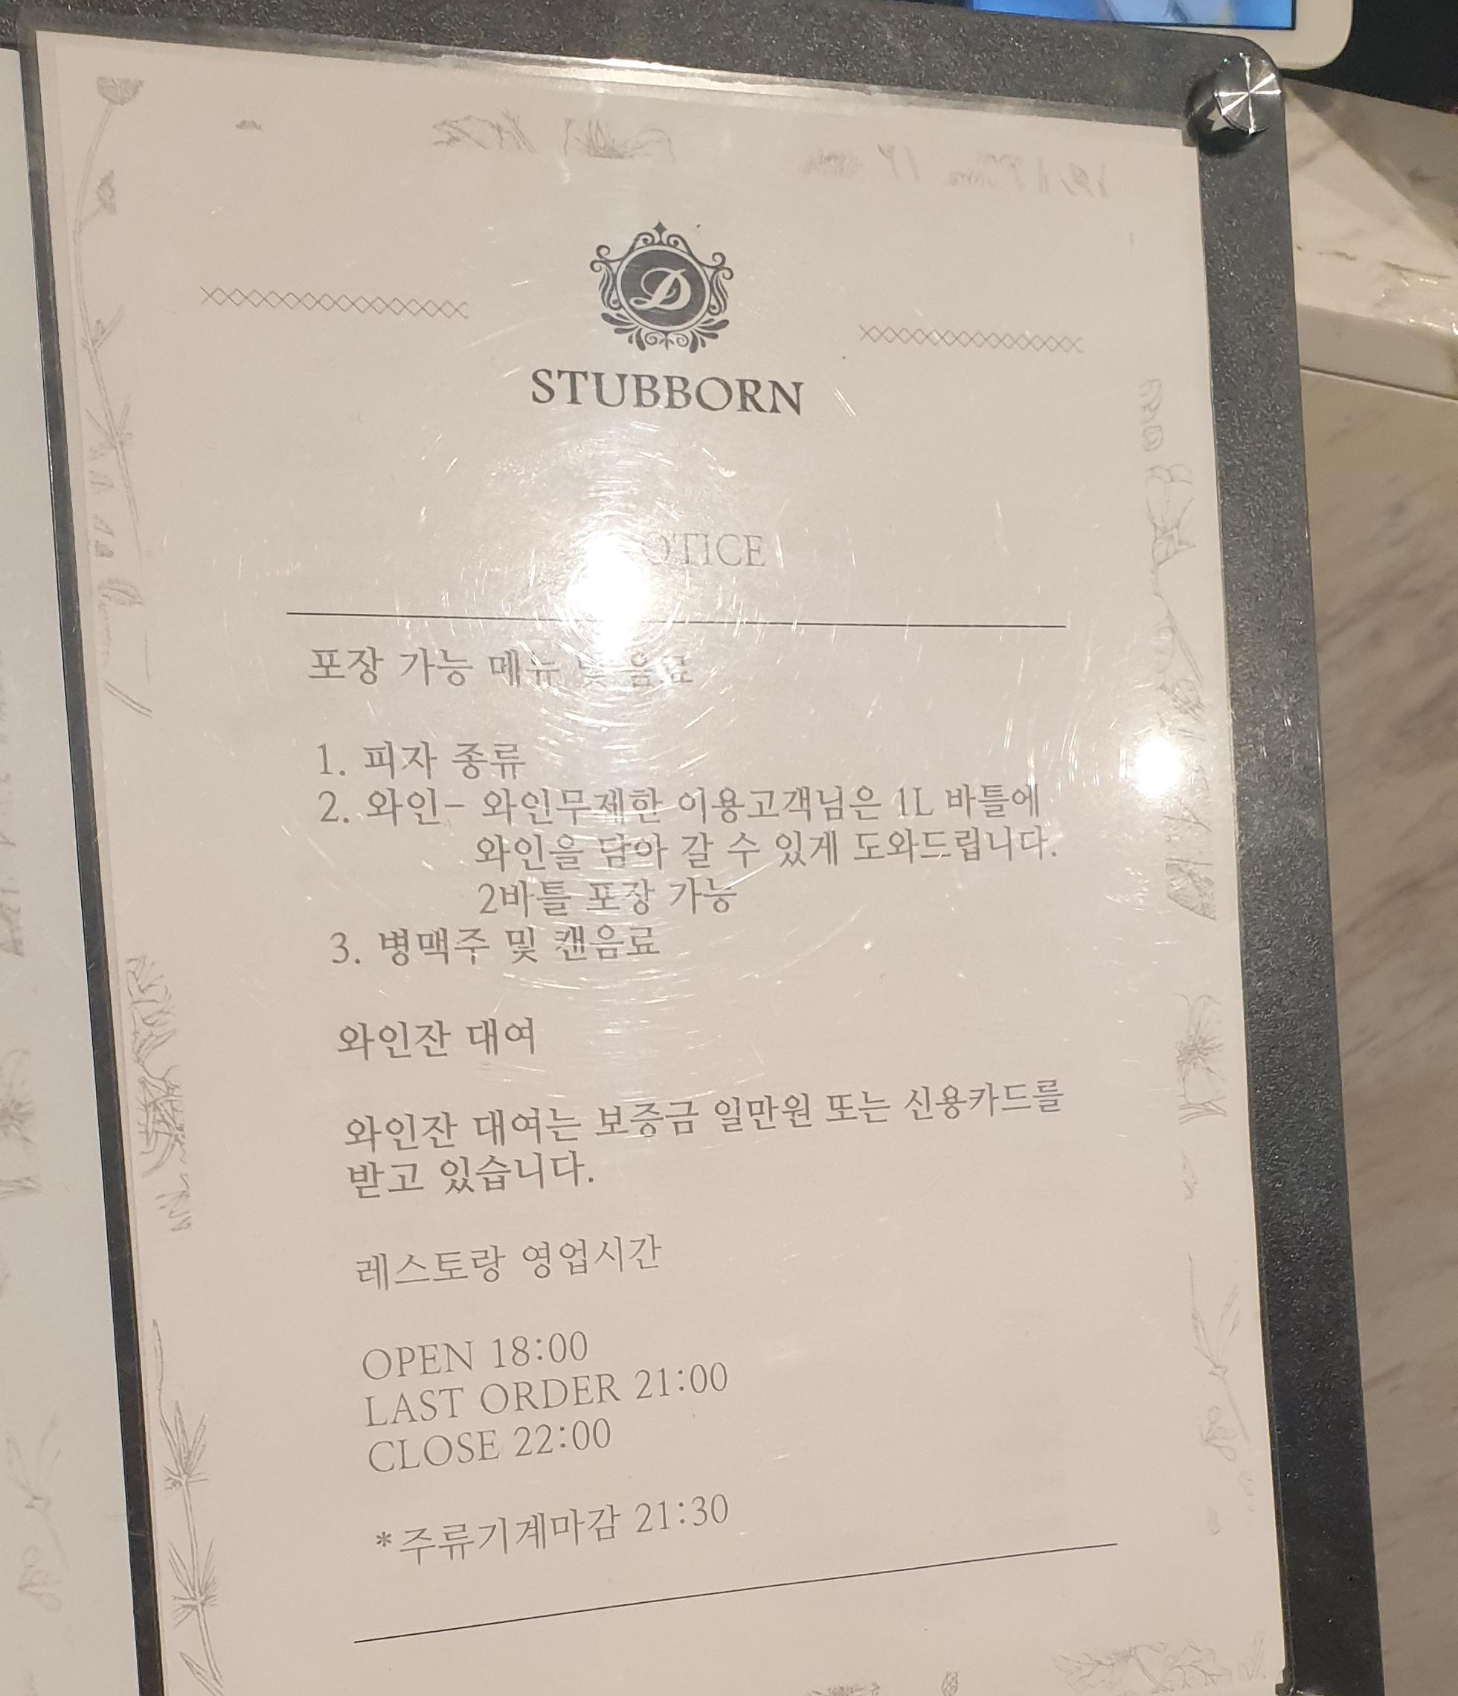 D
STUBBORN
NOTICE
포장 가능 메뉴 및 음료
1. 피자 종류
2. 와인- 와인무제한 이용고객님은 1L 바틀에
와인을 담아 갈 수 있게 도와드립니다.
2바틀 포장 가능
3. 병맥주 및 캔음료
와인잔 대여
와인잔 대여는 보증금 일만원 또는 신용카드를
받고 있습니다.
레스토랑 영업시간
OPEN 18:00
LAST ORDER 21:00
CLOSE 22:00
*주류기계마감 21:30